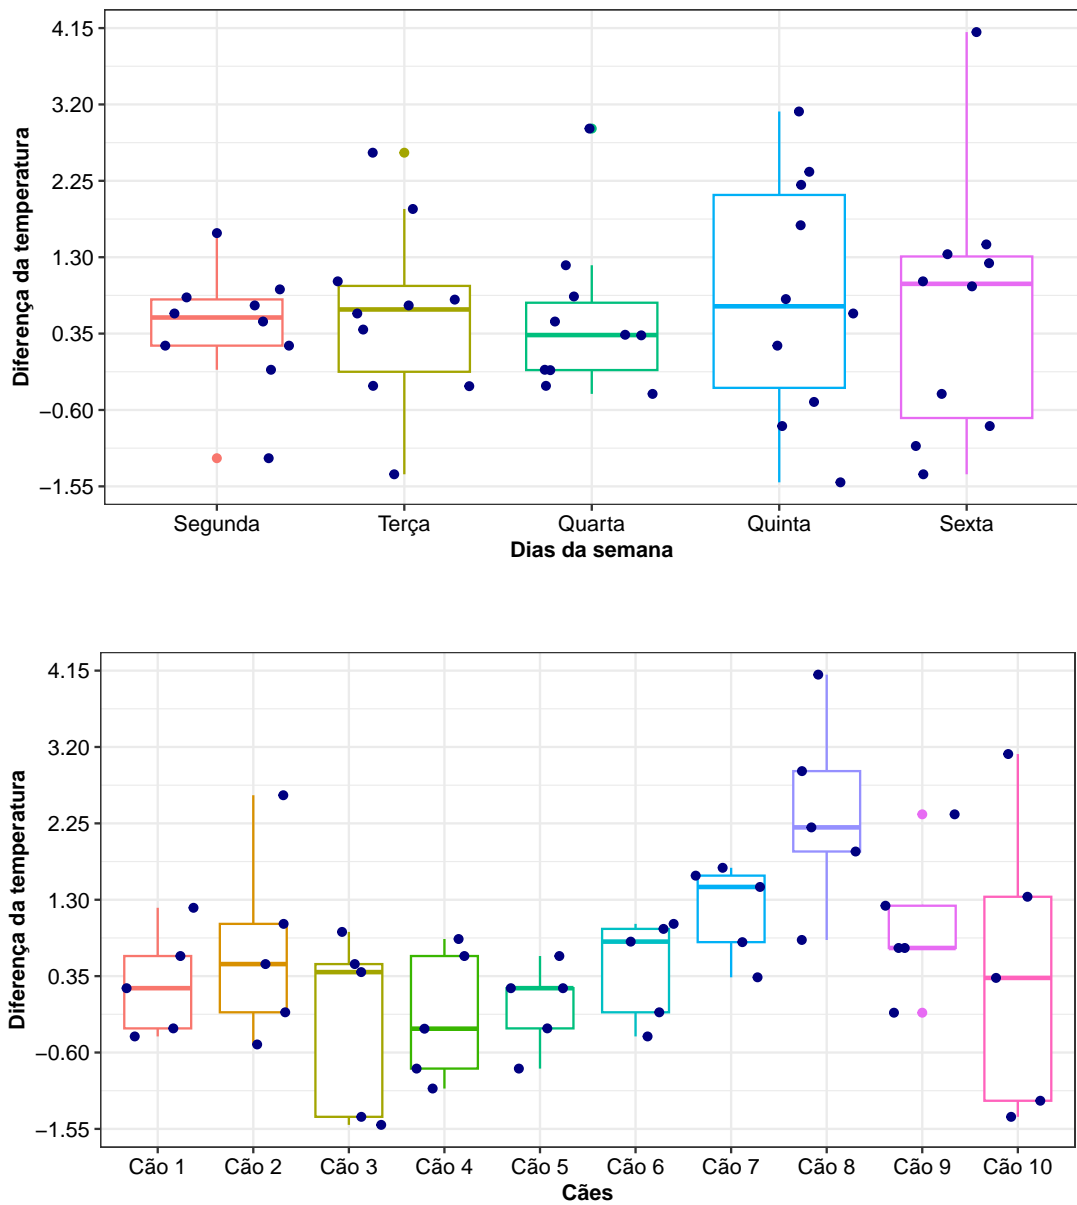 Diferença da temperatura
4.15
3.20
2.25
1.30
0.35
−0.60
−1.55
Segunda Terça Quarta Quinta Sexta
Dias da semana
Diferença da temperatura
4.15
3.20
2.25
1.30
0.35
−0.60
−1.55
Cão 1 Cão 2 Cão 3 Cão 4 Cão 5 Cão 6 Cão 7 Cão 8 Cão 9 Cão 10
Cães